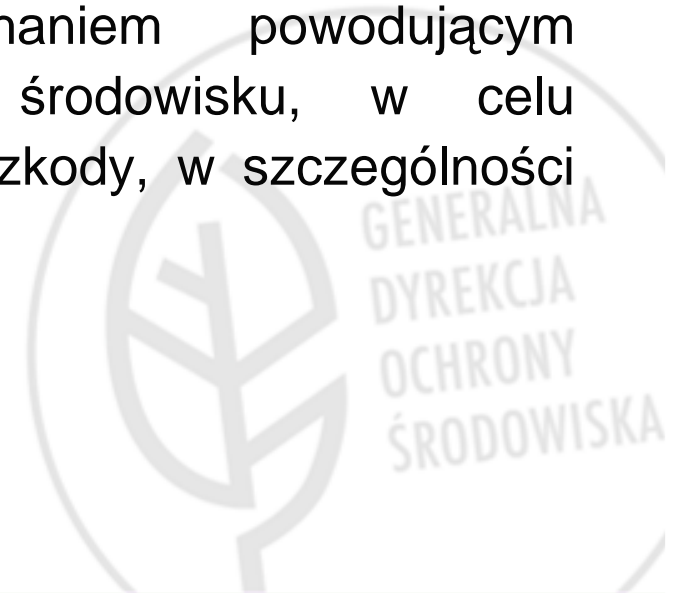 naniem powodującym
środowisku, w celu
zkody, w szczególności
GENERALNA
DYREKCJA
OCHRONY
ŚRODOWISKA